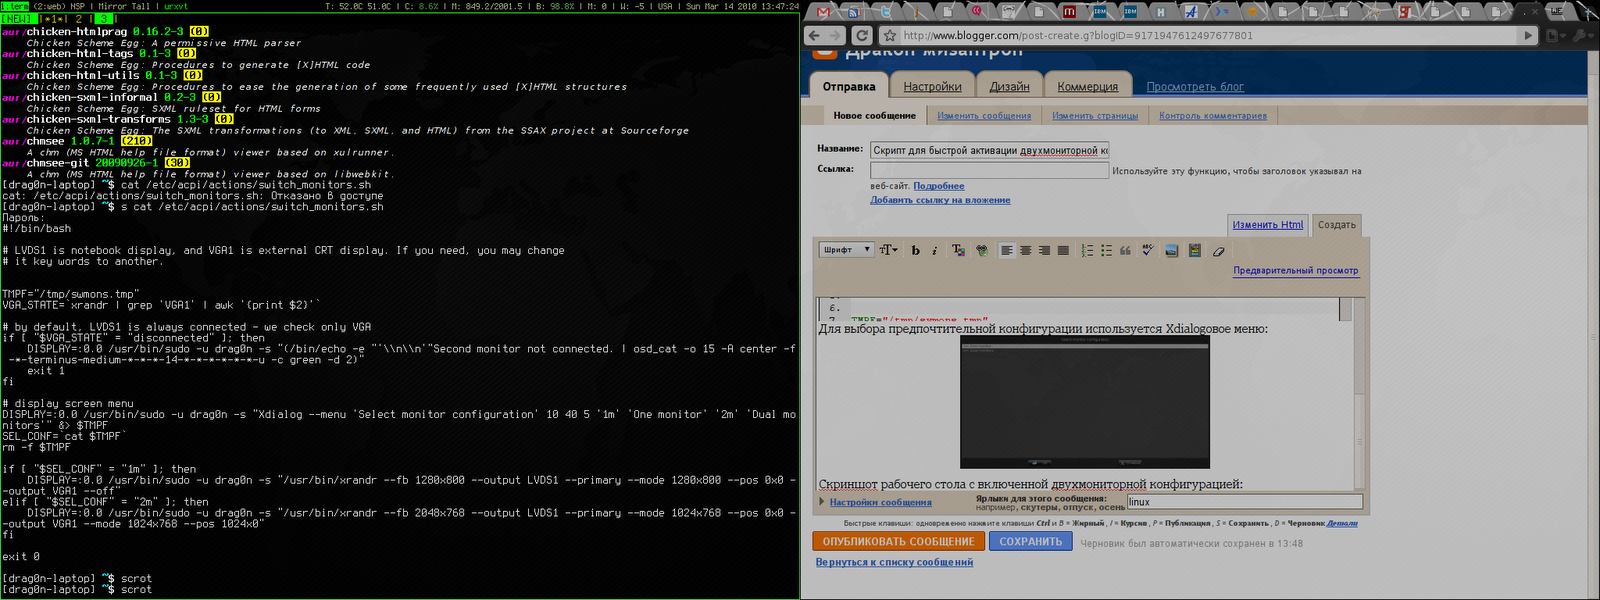 1:term (2:web) NSP | Mirror Tall | urxvt
T: 52.0C 51.0C | C: 8.6% | M: 849.2/2001.5 | B: 98.8% | M: 0 | W: -5 | USA | Sun Mar 14 2010 13:47:24
[NEW] |*1*| 2 | 3 |
aur/chicken-htmlprag 0.16.2-3 (0)
Chicken Scheme Egg: A permissive HTML parser
aur/chicken-html-tags 0.1-3 (0)
Chicken Scheme Egg: Procedures to generate [X]HTML code
aur/chicken-html-utils 0.1-3 (0)
Chicken Scheme Egg: Procedures to ease the generation of some frequently used [X]HTML structures
aur/chicken-sxml-informal 0.2-3 (0)
Chicken Scheme Egg: SXML ruleset for HTML forms
aur/chicken-sxml-transforms 1.3-3 (0)
Chicken Scheme Egg: The SXML transformations (to XML, SXML, and HTML) from the SSAX project at Sourceforge
aur/chmsee 1.0.7-1 (210)
A chm (MS HTML help file format) viewer based on xulrunner.
aur/chmsee-git 20090926-1 (30)
A chm (MS HTML help file format) viewer based on libwebkit.
[drag0n-laptop] ~$ cat /etc/acpi/actions/switch_monitors.sh
cat: /etc/acpi/actions/switch_monitors.sh: Отказано в доступе
[drag0n-laptop] ~$ s cat /etc/acpi/actions/switch_monitors.sh
Пароль:
#!/bin/bash
# LVDS1 is notebook display, and VGA1 is external CRT display. If you need, you may change
# it key words to another.
TMPF="/tmp/swmons.tmp"
VGA_STATE=`xrandr | grep 'VGA1' | awk '{print $2}'`
# by default, LVDS1 is always connected - we check only VGA
if [ "$VGA_STATE" = "disconnected" ]; then
DISPLAY=:0.0 /usr/bin/sudo -u drag0n -s "(/bin/echo -e "'\\n\\n'"Second monitor not connected. | osd_cat -o 15 -A center -f
-*-terminus-medium-*-*-*-14-*-*-*-*-*-*-u -c green -d 2)"
exit 1
fi
# display screen menu
DISPLAY=:0.0 /usr/bin/sudo -u drag0n -s "Xdialog --menu 'Select monitor configuration' 10 40 5 '1m' 'One monitor' '2m' 'Dual mo
nitors'" &> $TMPF
SEL_CONF=`cat $TMPF`
rm -f $TMPF
if [ "$SEL_CONF" = "1m" ]; then
DISPLAY=:0.0 /usr/bin/sudo -u drag0n -s "/usr/bin/xrandr --fb 1280x800 --output LVDS1 --primary --mode 1280x800 --pos 0x0 -
-output VGA1 --off"
elif [ "$SEL_CONF" = "2m" ]; then
DISPLAY=:0.0 /usr/bin/sudo -u drag0n -s "/usr/bin/xrandr --fb 2048x768 --output LVDS1 --primary --mode 1024x768 --pos 0x0 -
-output VGA1 --mode 1024x768 --pos 1024x0"
fi
exit 0
[drag0n-laptop] ~$ scrot
[drag0n-laptop] ~$ scrot
http://www.blogger.com/post-create.g?blogID=9171947612497677801
Дракон мизантроп
Отправка Настройки Дизайн Коммерция Просмотреть блог
Новое сообщение Изменить сообщения Изменить страницы Контроль комментариев
Название: Скрипт для быстрой активации двухмониторной к
Ссылка: Используйте эту функцию, чтобы заголовок указывал на
веб-сайт. Подробнее
Добавить ссылку на вложение
Изменить Html Создать
Шрифт
Предварительный просмотр
6.
7. TMPF="/tmp/swmons.tmp"
Для выбора предпочтительной конфигурации используется Xdialogовое меню:
Скриншот рабочего стола с включенной двухмониторной конфигурацией:
Настройки сообщения
Ярлыки для этого сообщения: linux
например, скутеры, отпуск, осень
Быстрые клавиши: одновременно нажмите клавиши Ctrl и B = Жирный, I = Курсив, P = Публикация, S = Сохранить, D = Черновик Детали
ОПУБЛИКОВАТЬ СООБЩЕНИЕ СОХРАНИТЬ Черновик был автоматически сохранен в 13:48
Вернуться к списку сообщений